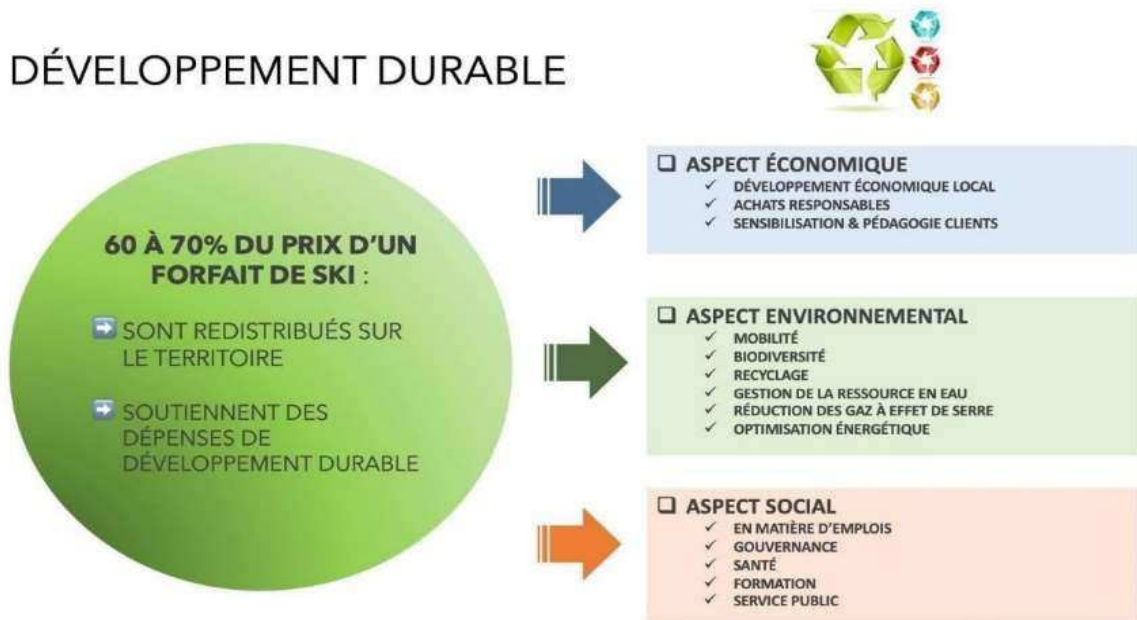 DÉVELOPPEMENT DURABLE
60 À 70% DU PRIX D'UN
FORFAIT DE SKI :
SONT REDISTRIBUÉS SUR
LE TERRITOIRE
SOUTIENNENT DES
DÉPENSES DE
DÉVELOPPEMENT DURABLE
ASPECT ÉCONOMIQUE
DÉVELOPPEMENT ÉCONOMIQUE LOCAL
ACHATS RESPONSABLES
SENSIBILISATION & PÉDAGOGIE CLIENTS
ASPECT ENVIRONNEMENTAL
MOBILITÉ
BIODIVERSITÉ
RECYCLAGE
GESTION DE LA RESSOURCE EN EAU
RÉDUCTION DES GAZ À EFFET DE SERRE
OPTIMISATION ÉNERGÉTIQUE
ASPECT SOCIAL
EN MATIÈRE D'EMPLOIS
GOUVERNANCE
SANTÉ
FORMATION
SERVICE PUBLIC